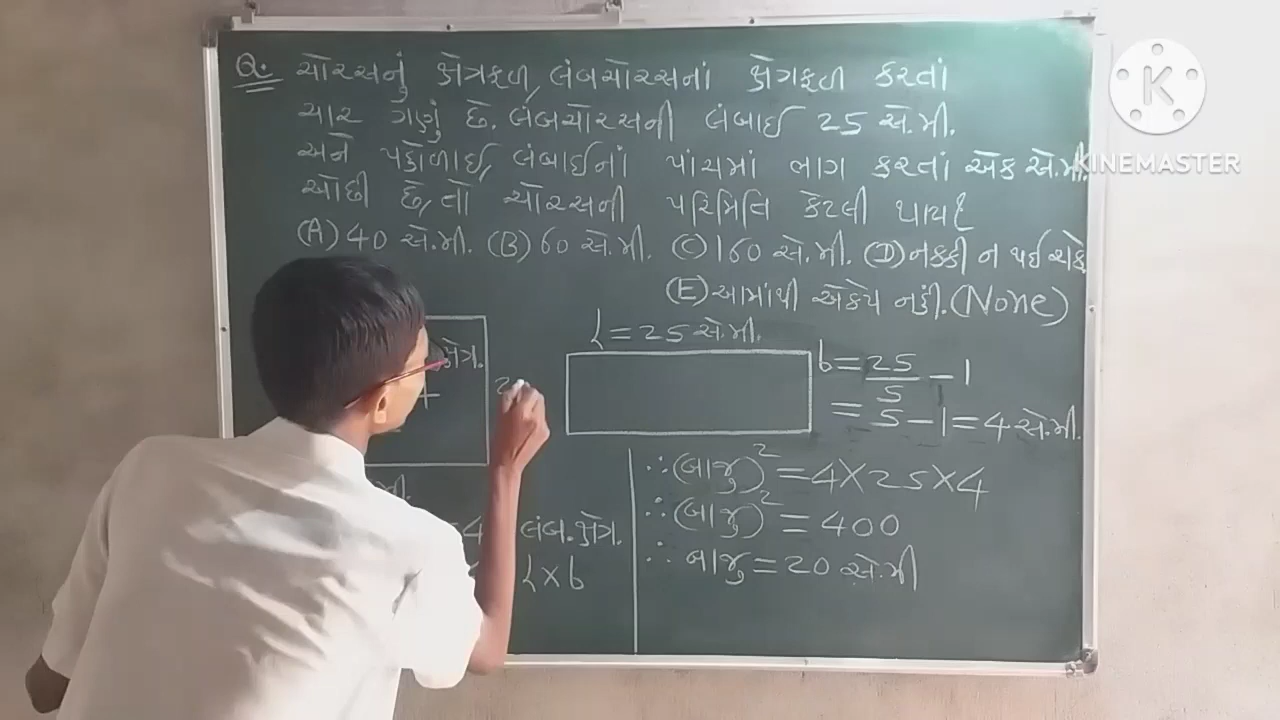 Q. ચોરસનું ક્ષેત્રફળ, લંબચોરસનાં ક્ષેત્રફળ કરતાં
ચાર ગણું છે. લંબચોરસની લંબાઈ 25 સે.મી.
અને પહોળાઈ, લંબાઈનાં પાંચમાં ભાગ કરતાં એક સે.મી.
ઓછી છે, તો ચોરસની પરિમિતિ કેટલી થાય?
(A) 40 સે.મી. (B) 60 સે.મી. (C) 160 સે.મી. (D) નક્કી ન થઈ શકે
(E) આમાંથી એકેય નહીં. (None)
K
KINEMASTER
l = 25 સે.મી.
ક્ષેત્ર.
b = 25/5 - 1
= 5 - 1 = 4 સે.મી.
∴ (બાજુ)² = 4 X 25 X 4
∴ (બાજુ)² = 400
∴ બાજુ = 20 સે.મી
= 4 લંબ. ક્ષેત્ર.
l x b